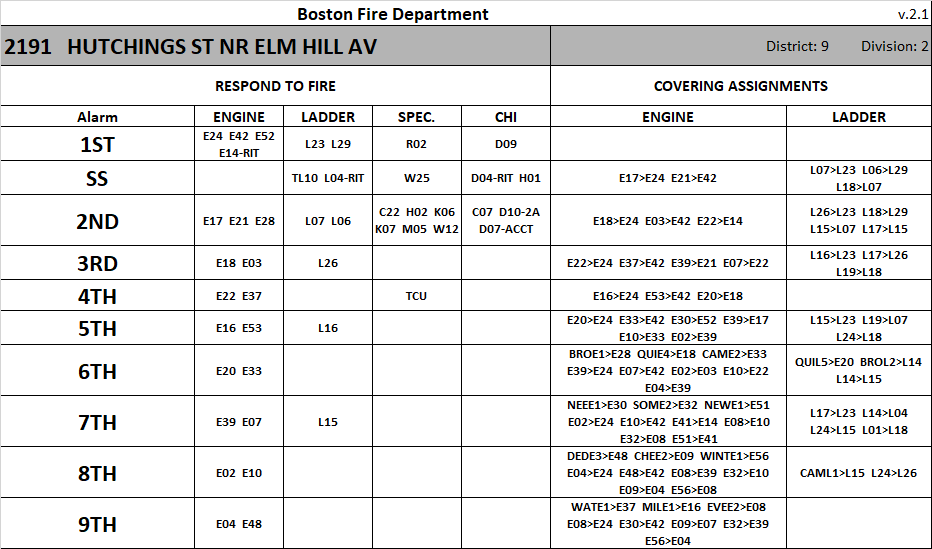 Boston Fire Department v.2.1
2191 HUTCHINGS ST NR ELM HILL AV District: 9 Division: 2
RESPOND TO FIRE COVERING ASSIGNMENTS
Alarm ENGINE LADDER SPEC. CHI ENGINE LADDER
1ST E24 E42 E52 L23 L29 R02 D09
E14-RIT
SS TL10 L04-RIT W25 D04-RIT H01 E17>E24 E21>E42 L07>L23 L06>L29
L18>L07
2ND E17 E21 E28 L07 L06 C22 H02 K06 C07 D10-2A E18>E24 E03>E42 E22>E14 L26>L23 L18>L29
K07 M05 W12 D07-ACCT L15>L07 L17>L15
3RD E18 E03 L26 E22>E24 E37>E42 E39>E21 E07>E22 L16>L23 L17>L26
L19>L18
4TH E22 E37 TCU E16>E24 E53>E42 E20>E18
5TH E16 E53 L16 E20>E24 E33>E42 E30>E52 E39>E17 L15>L23 L19>L07
E10>E33 E02>E39 L24>L18
6TH E20 E33 BROE1>E28 QUIE4>E18 CAME2>E33 QUIL5>E20 BROL2>L14
E39>E24 E07>E42 E02>E03 E10>E22 L14>L15
E04>E39
7TH E39 E07 L15 NEEE1>E30 SOME2>E32 NEWE1>E51 L17>L23 L14>L04
E02>E24 E10>E42 E41>E14 E08>E10 L24>L15 L01>L18
E32>E08 E51>E41
8TH E02 E10 DEDE3>E48 CHEE2>E09 WINTE1>E56 CAML1>L15 L24>L26
E04>E24 E48>E42 E08>E39 E32>E10
E09>E04 E56>E08
9TH E04 E48 WATE1>E37 MILE1>E16 EVEE2>E08
E08>E24 E30>E42 E09>E07 E32>E39
E56>E04